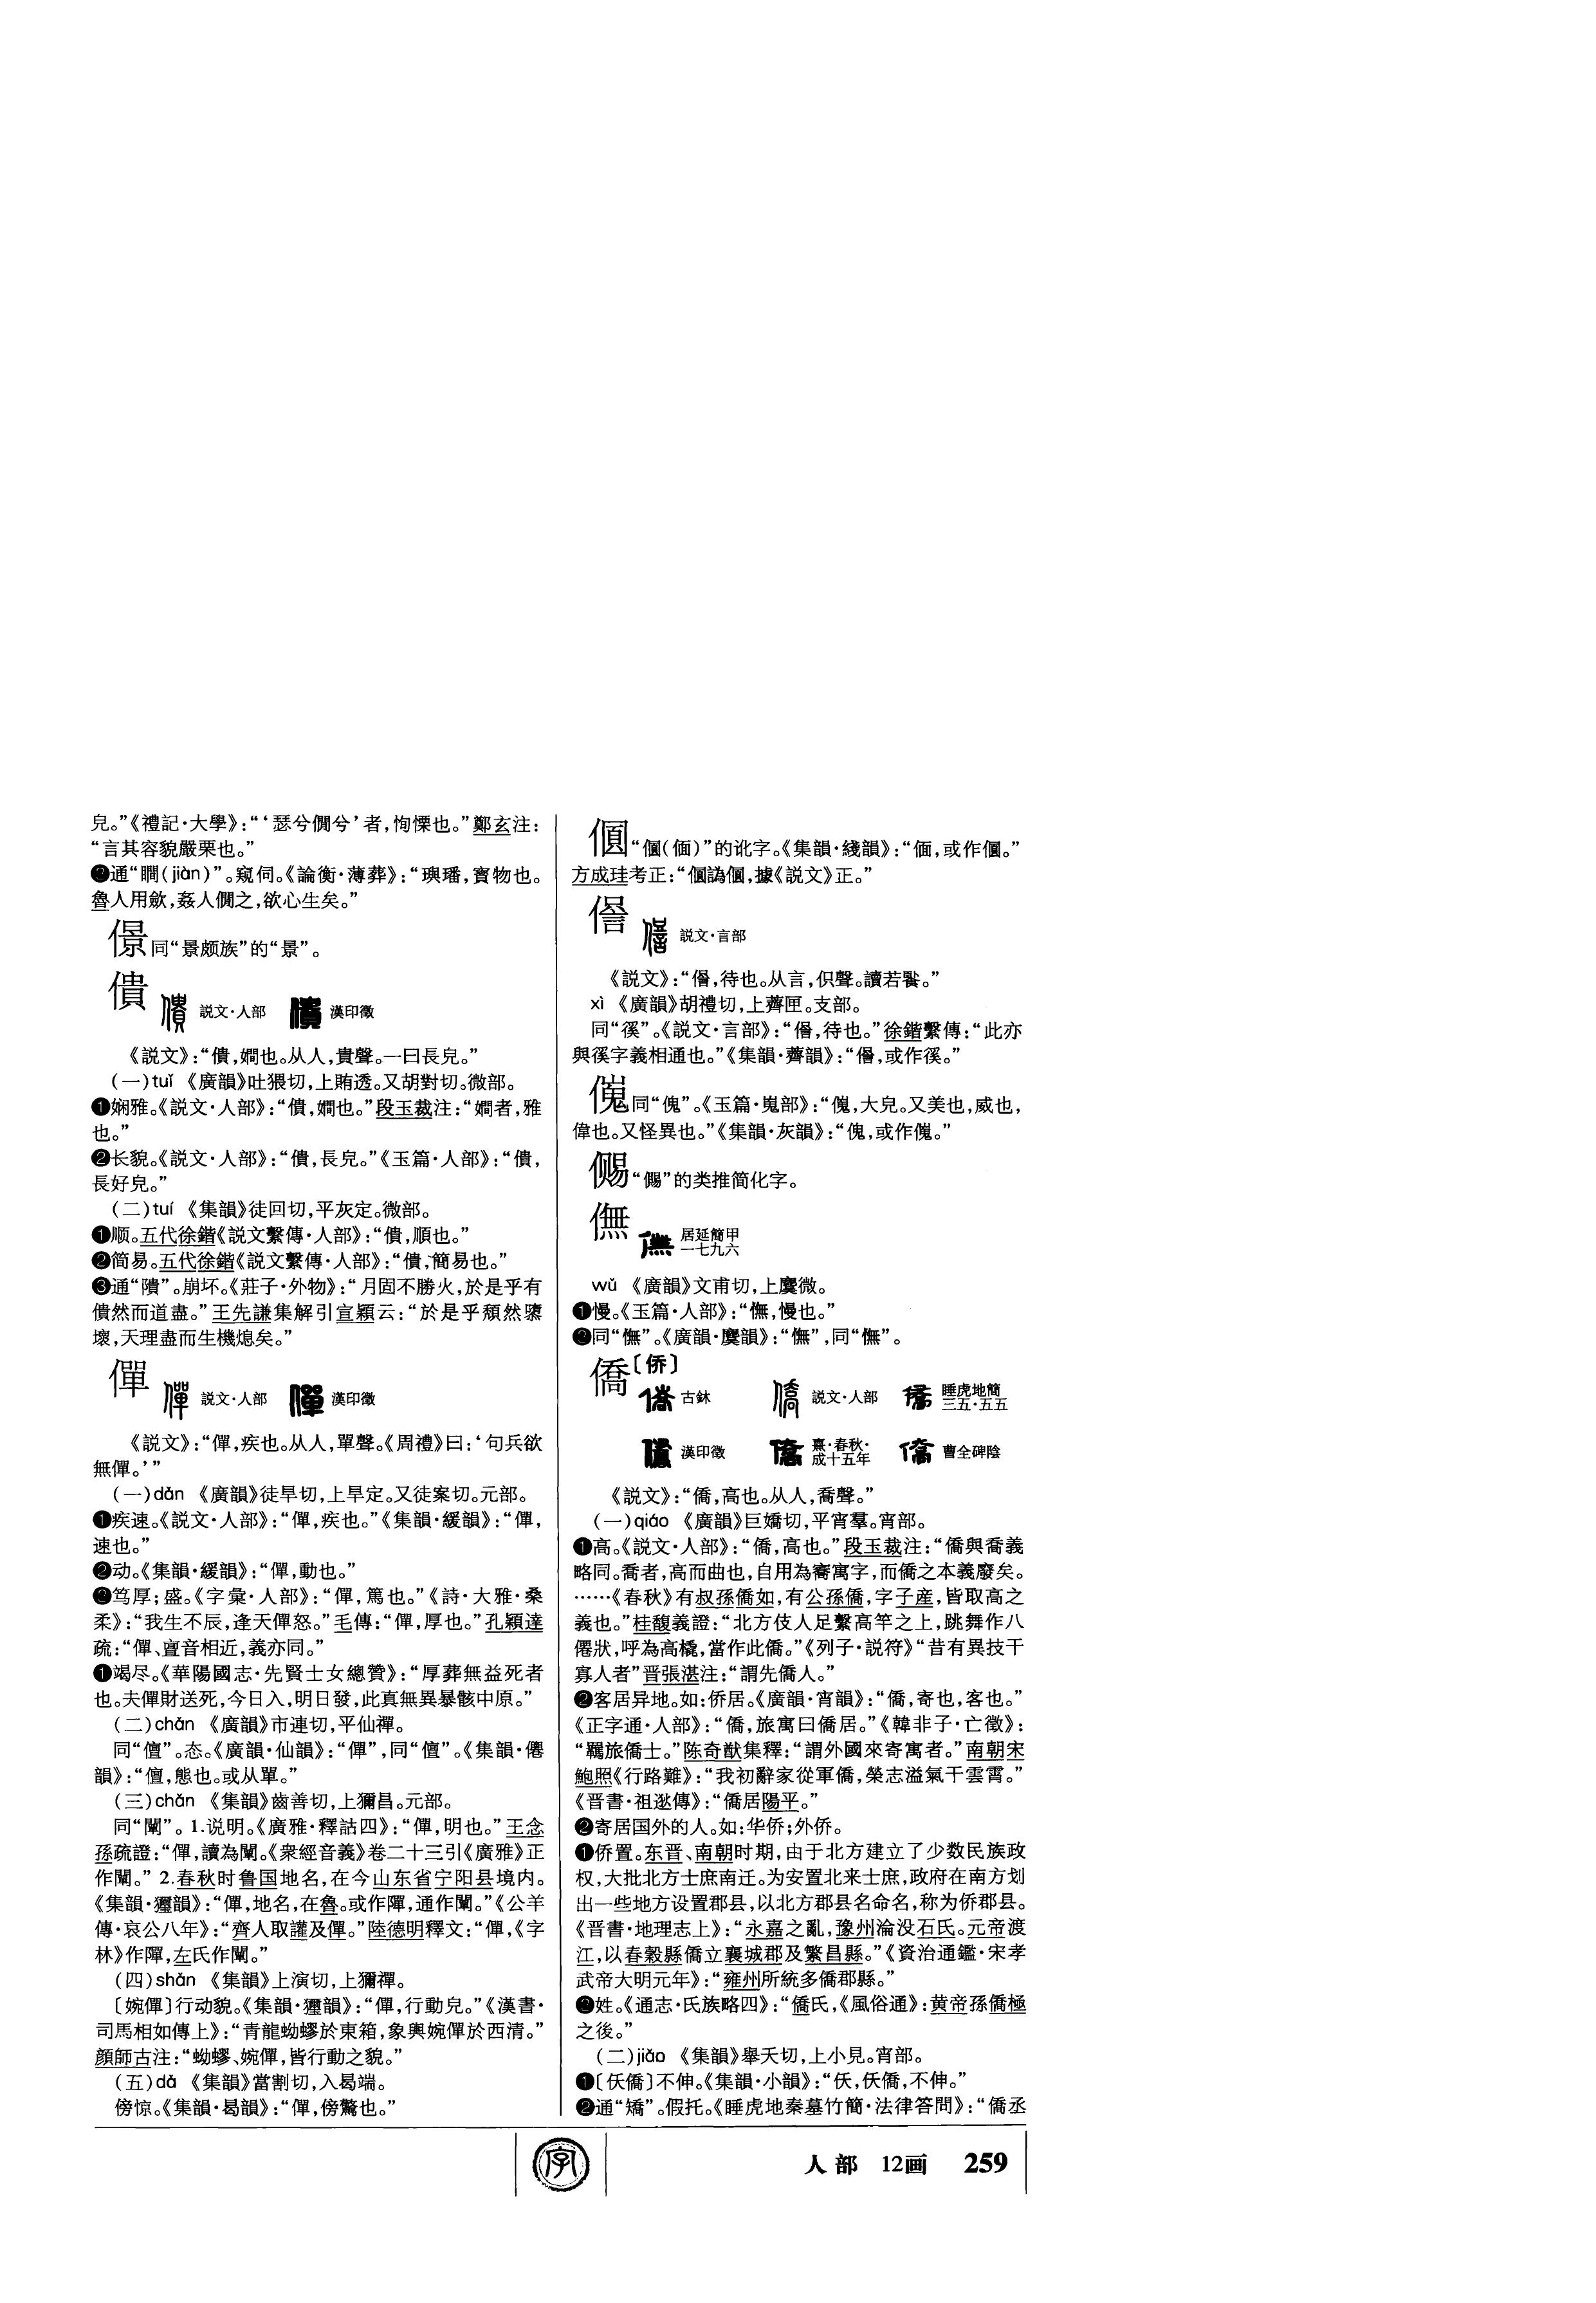 皃。”《禮記·大學》：“‘瑟兮僩兮’者，恂慄也。”鄭玄注：
“言其容貌嚴栗也。”
❷通“瞷(jiàn)”。窺伺。《論衡·薄葬》：“璵璠，寶物也。
魯人用斂，姦人僩之，欲心生矣。”
㬌同“景颇族”的“景”。
僓
説文·人部 漢印徵
《説文》：“僓，嫺也。从人，貴聲。一曰長皃。”
(一)tuǐ 《廣韻》吐猥切，上賄透。又胡對切。微部。
❶娴雅。《説文·人部》：“僓，嫺也。”段玉裁注：“嫺者，雅
也。”
❷长貌。《説文·人部》：“僓，長皃。”《玉篇·人部》：“僓，
長好皃。”
(二)tuí 《集韻》徒回切，平灰定。微部。
❶顺。五代徐鍇《説文繫傳·人部》：“僓，順也。”
❷简易。五代徐鍇《説文繫傳·人部》：“僓，簡易也。”
❸通“隤”。崩坏。《莊子·外物》：“月固不勝火，於是乎有
僓然而道盡。”王先謙集解引宣穎云：“於是乎頹然隳
壞，天理盡而生機熄矣。”
僤
説文·人部 漢印徵
《説文》：“僤，疾也。从人，單聲。《周禮》曰：‘句兵欲
無僤。’”
(一)dǎn 《廣韻》徒旱切，上旱定。又徒案切。元部。
❶疾速。《説文·人部》：“僤，疾也。”《集韻·緩韻》：“僤，
速也。”
❷动。《集韻·緩韻》：“僤，動也。”
❸笃厚；盛。《字彙·人部》：“僤，篤也。”《詩·大雅·桑
柔》：“我生不辰，逢天僤怒。”毛傳：“僤，厚也。”孔穎達
疏：“僤、亶音相近，義亦同。”
❹竭尽。《華陽國志·先賢士女總贊》：“厚葬無益死者
也。夫僤財送死，今日入，明日發，此真無異暴骸中原。”
(二)chǎn 《廣韻》市連切，平仙禪。
同“儃”。态。《廣韻·仙韻》：“僤”，同“儃”。《集韻·僊
韻》：“儃，態也。或从單。”
(三)chǎn 《集韻》齒善切，上獮昌。元部。
同“闡”。1.说明。《廣雅·釋詁四》：“僤，明也。”王念
孫疏證：“僤，讀為闡。《衆經音義》卷二十三引《廣雅》正
作闡。”2.春秋时鲁国地名，在今山东省宁阳县境内。
《集韻·獮韻》：“僤，地名，在魯。或作鄲，通作闡。”《公羊
傳·哀公八年》：“齊人取讙及僤。”陸德明釋文：“僤，《字
林》作鄲，左氏作闡。”
(四)shǎn 《集韻》上演切，上獮禪。
〔婉僤〕行动貌。《集韻·獮韻》：“僤，行動皃。”《漢書·
司馬相如傳上》：“青龍蚴蟉於東箱，象輿婉僤於西清。”
顔師古注：“蚴蟉、婉僤，皆行動之貌。”
(五)dá 《集韻》當割切，入曷端。
傍惊。《集韻·曷韻》：“僤，傍驚也。”
“（偭）”的讹字。《集韻·綫韻》：“偭，或作。”
方成珪考正：“譌，據《説文》正。”
説文·言部
《説文》：“，待也。从言，伿聲。讀若𩜁。”
xì 《廣韻》胡禮切，上薺匣。支部。
同“徯”。《説文·言部》：“，待也。”徐鍇繫傳：“此亦
與徯字義相通也。”《集韻·薺韻》：“，或作徯。”
同“傀”。《玉篇·嵬部》：“，大皃。又美也，威也，
偉也。又怪異也。”《集韻·灰韻》：“傀，或作。”
“”的类推简化字。
儛
居延簡甲
一七九六
wǔ 《廣韻》文甫切，上麌微。
❶慢。《玉篇·人部》：“，慢也。”
❷同“憮”。《廣韻·麌韻》：“”，同“憮”。
僑〔侨〕
古鉨 説文·人部 睡虎地簡
三五·五五
漢印徵 熹·春秋·
成十五年 曹全碑陰
《説文》：“僑，高也。从人，喬聲。”
(一)qiáo 《廣韻》巨嬌切，平宵羣。宵部。
❶高。《説文·人部》：“僑，高也。”段玉裁注：“僑與喬義
略同。喬者，高而曲也，自用為寄寓字，而僑之本義廢矣。
……《春秋》有叔孫僑如，有公孫僑，字子産，皆取高之
義也。”桂馥義證：“北方伎人足繫高竿之上，跳舞作八
僊狀，呼為高橇，當作此僑。”《列子·説符》“昔有異技干
寡人者”晋張湛注：“謂先僑人。”
❷客居异地。如：侨居。《廣韻·宵韻》：“僑，寄也，客也。”
《正字通·人部》：“僑，旅寓曰僑居。”《韓非子·亡徵》：
“羈旅僑士。”陈奇猷集釋：“謂外國來寄寓者。”南朝宋
鮑照《行路難》：“我初辭家從軍僑，榮志溢氣干雲霄。”
《晋書·祖逖傳》：“僑居陽平。”
❸寄居国外的人。如：华侨；外侨。
❹侨置。东晋、南朝时期，由于北方建立了少数民族政
权，大批北方士庶南迁。为安置北来士庶，政府在南方划
出一些地方设置郡县，以北方郡县名命名，称为侨郡县。
《晋書·地理志上》：“永嘉之亂，豫州淪没石氏。元帝渡
江，以春穀縣僑立襄城郡及繁昌縣。”《資治通鑑·宋孝
武帝大明元年》：“雍州所統多僑郡縣。”
❺姓。《通志·氏族略四》：“僑氏，《風俗通》：黄帝孫僑極
之後。”
(二)jiǎo 《集韻》舉夭切，上小見。宵部。
❶〔仸僑〕不伸。《集韻·小韻》：“仸，仸僑，不伸。”
❷通“矯”。假托。《睡虎地秦墓竹簡·法律答問》：“僑丞
字
人部 12画 259